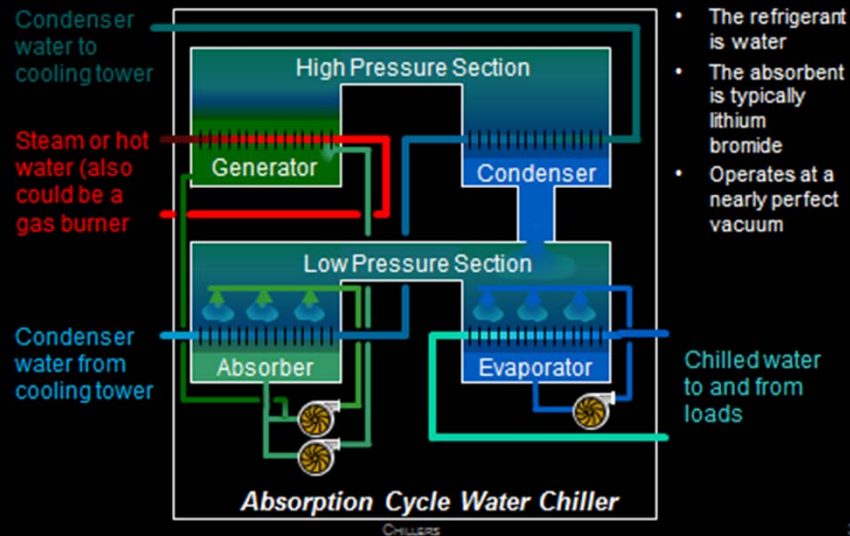 Condenser
water to
cooling tower
Steam or hot
water (also
could be a
gas burner
Condenser
water from
cooling tower
High Pressure Section
Generator
Condenser
Low Pressure Section
Absorber
Evaporator
Absorption Cycle Water Chiller
• The refrigerant
is water
• The absorbent
is typically
lithium
bromide
• Operates at a
nearly perfect
vacuum
Chilled water
to and from
loads
CHILLERS